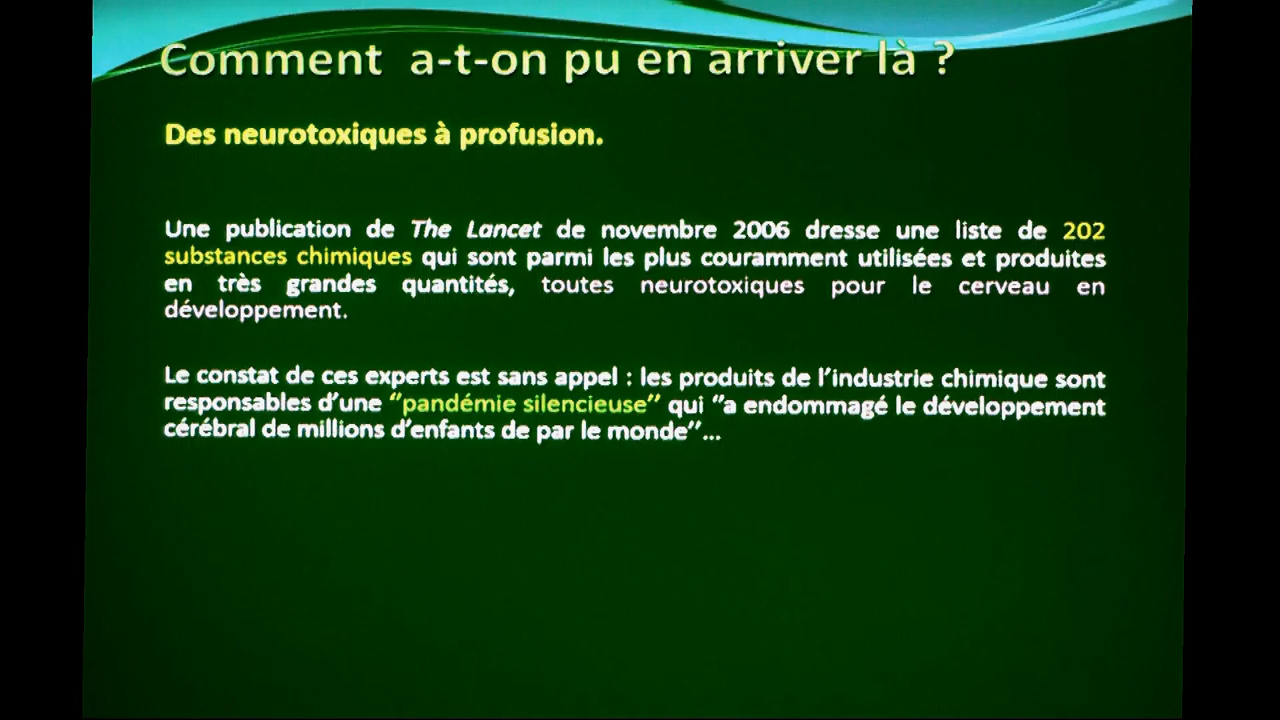 Comment a-t-on pu en arriver là ?
Des neurotoxiques à profusion.
Une publication de The Lancet de novembre 2006 dresse une liste de 202
substances chimiques qui sont parmi les plus couramment utilisées et produites
en très grandes quantités, toutes neurotoxiques pour le cerveau en
développement.
Le constat de ces experts est sans appel : les produits de l'industrie chimique sont
responsables d'une ‘‘pandémie silencieuse’’ qui ‘‘a endommagé le développement
cérébral de millions d'enfants de par le monde’’...